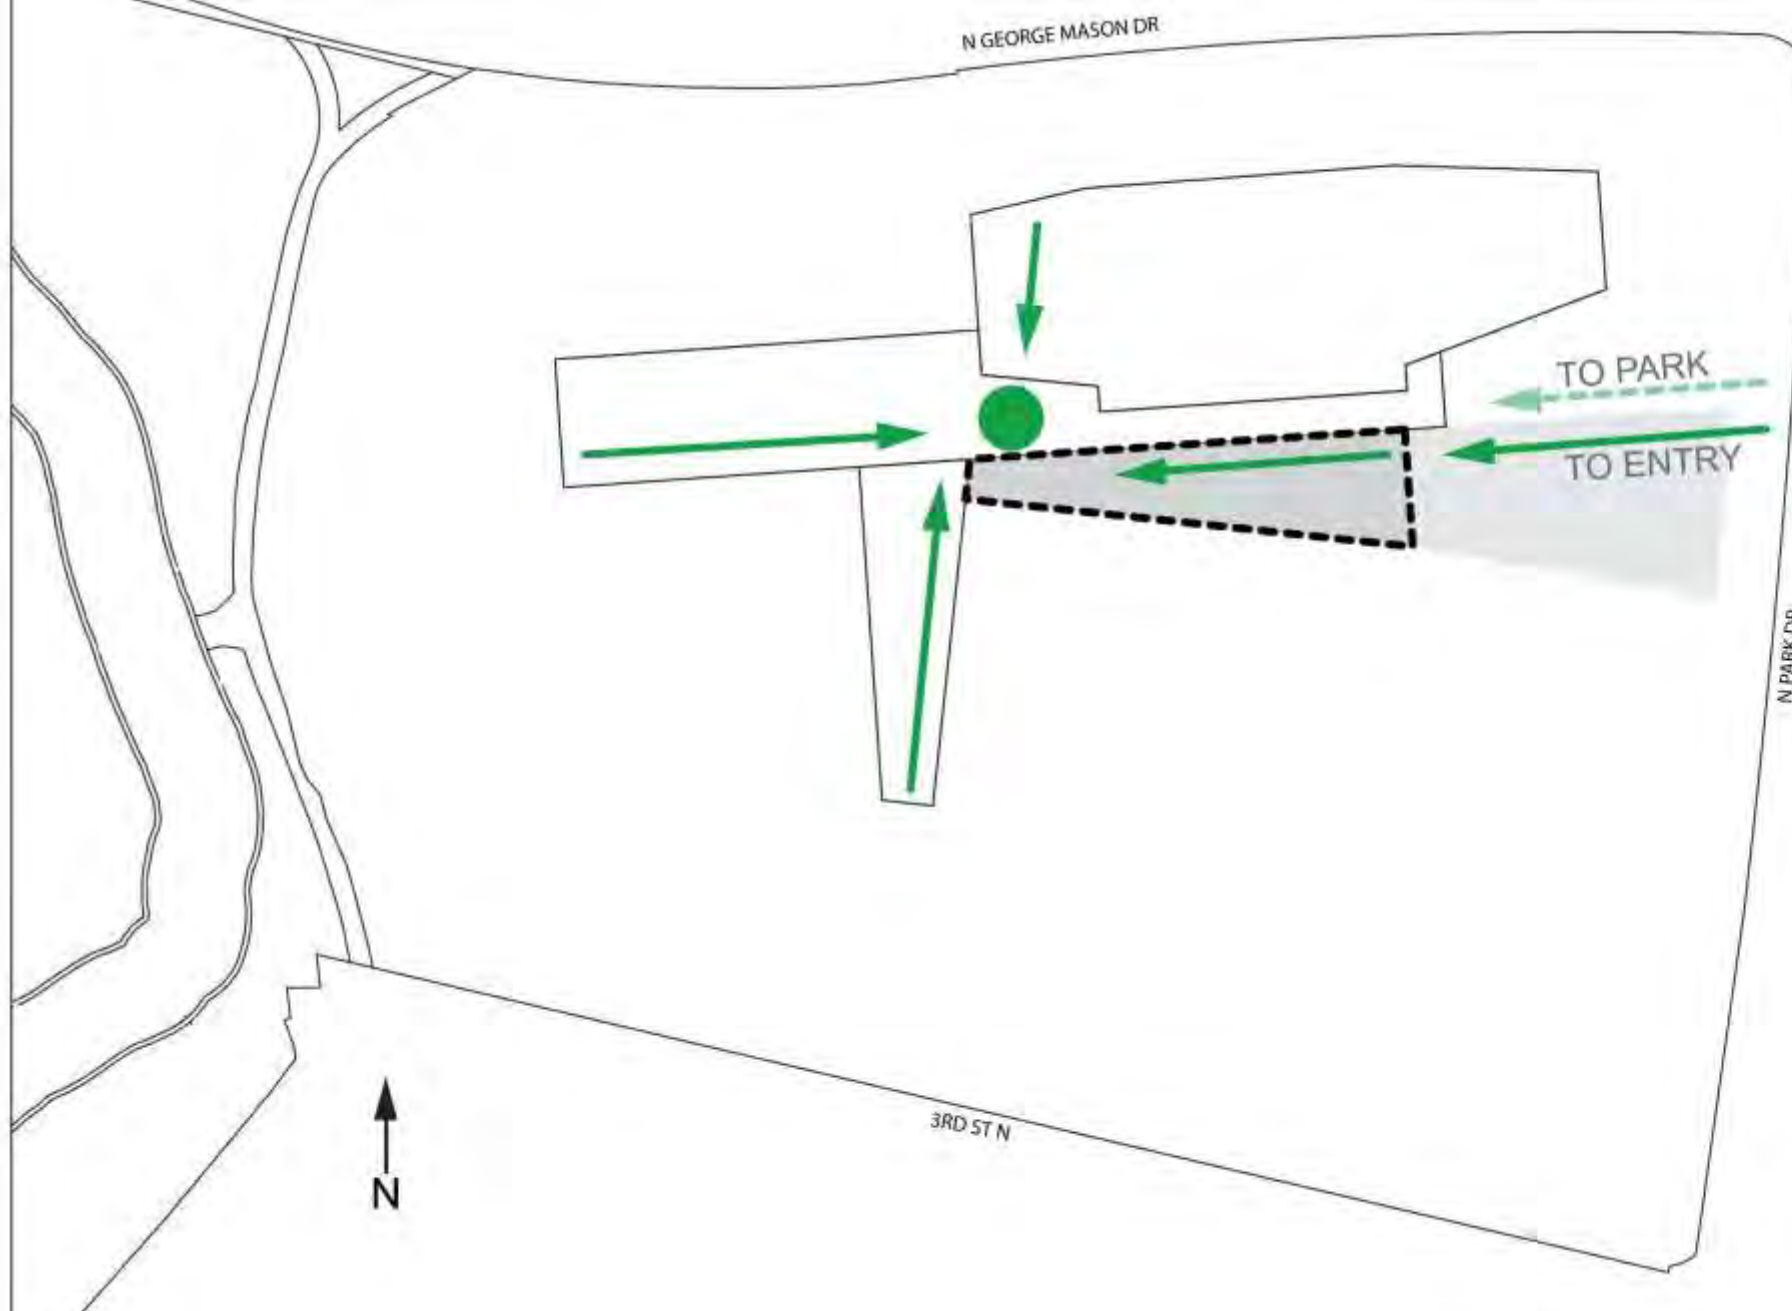 N GEORGE MASON DR
TO PARK
TO ENTRY
N PARK DR
3RD ST N
N